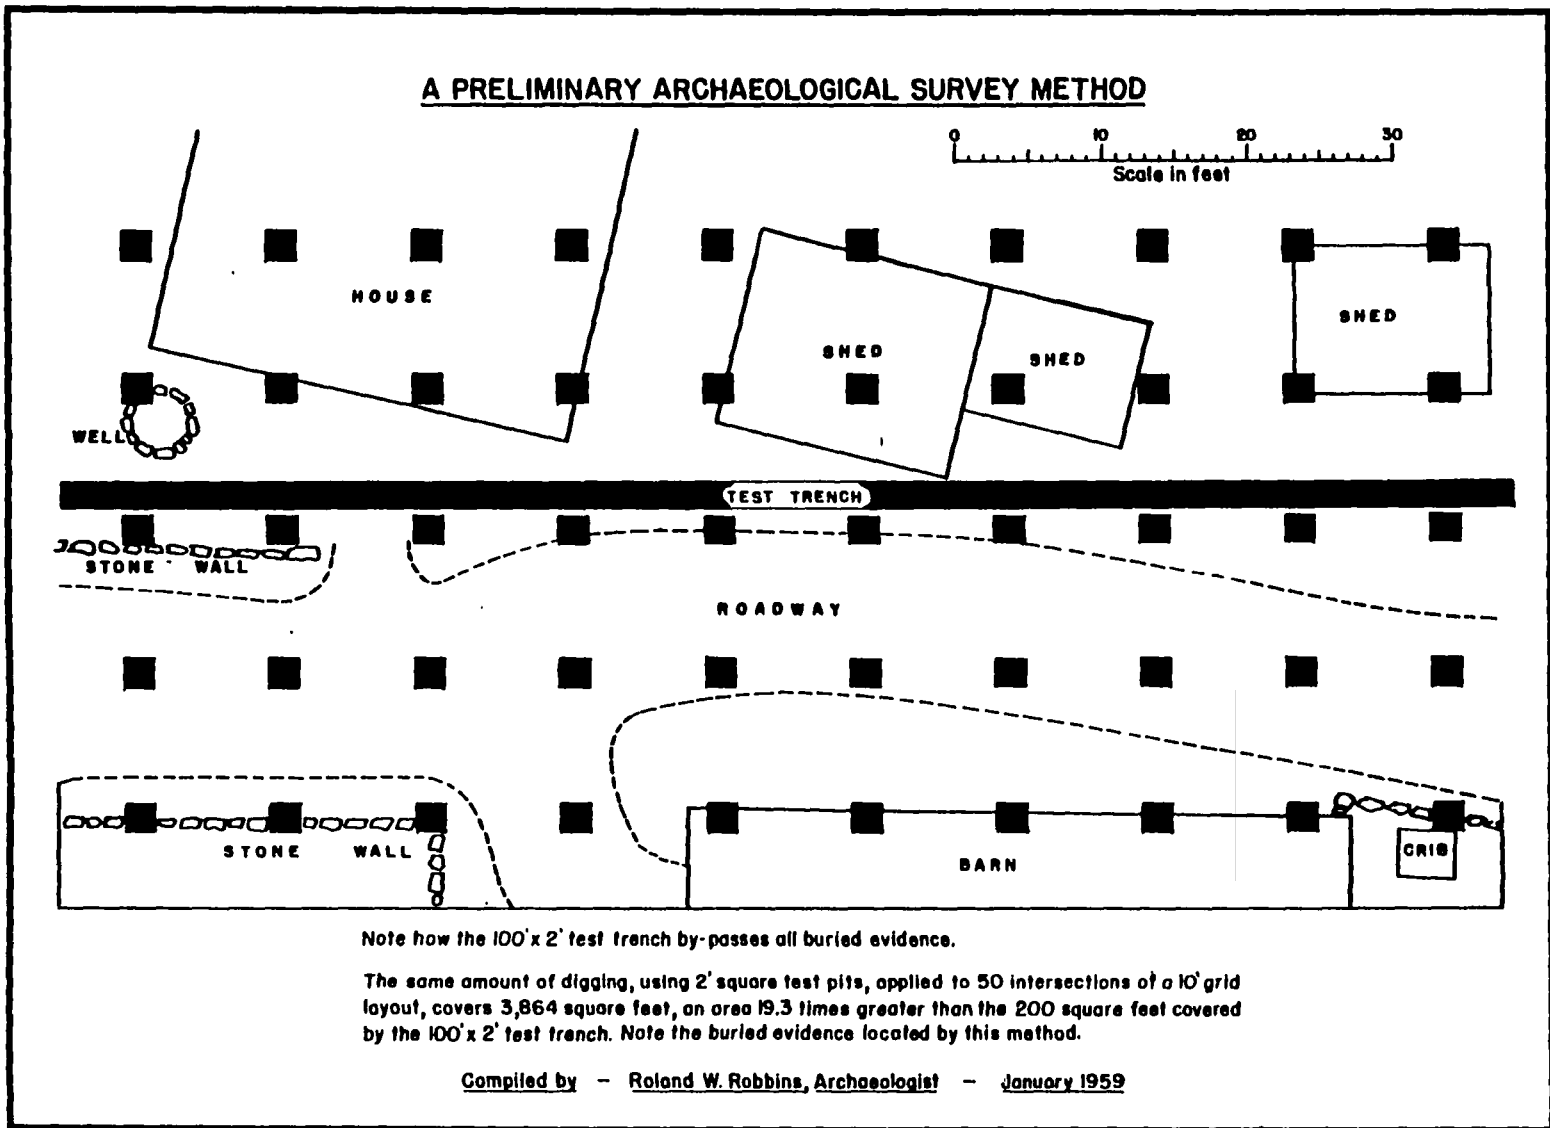 A PRELIMINARY ARCHAEOLOGICAL SURVEY METHOD
0 10 20 30
Scale in feet
HOUSE
SHED
SHED
SHED
WELL
TEST TRENCH
STONE WALL
ROADWAY
STONE WALL
BARN
CRIB
Note how the 100'x 2' test trench by-passes all buried evidence.
The same amount of digging, using 2' square test pits, applied to 50 intersections of a 10' grid
layout, covers 3,864 square feet, an area 19.3 times greater than the 200 square feet covered
by the 100'x 2' test trench. Note the buried evidence located by this method.
Compiled by - Roland W. Robbins, Archaeologist - January 1959